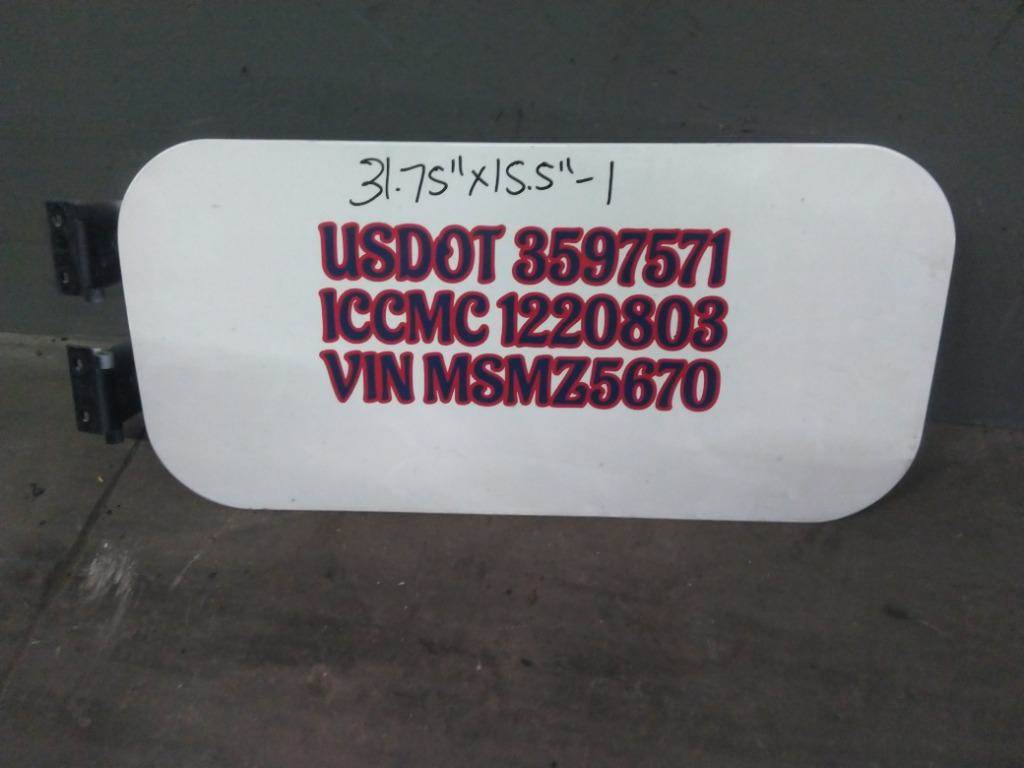 31.75"x15.5"-1
USDOT 3597571
ICCMC 1220803
VIN MSMZ5670